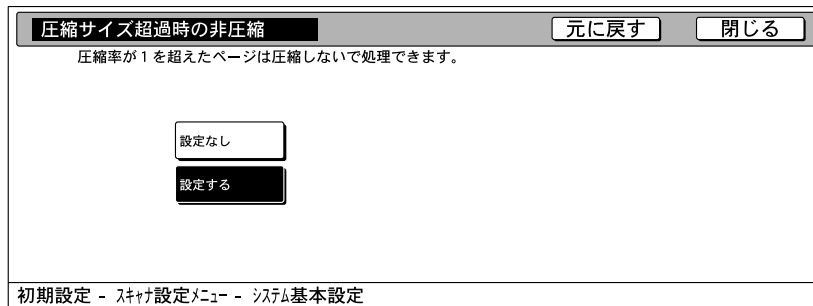 圧縮サイズ超過時の非圧縮 元に戻す 閉じる
圧縮率が1を超えたページは圧縮しないで処理できます。
設定なし
設定する
初期設定 - ｽｷｬﾅ設定ﾒﾆｭｰ - ｼｽﾃﾑ基本設定